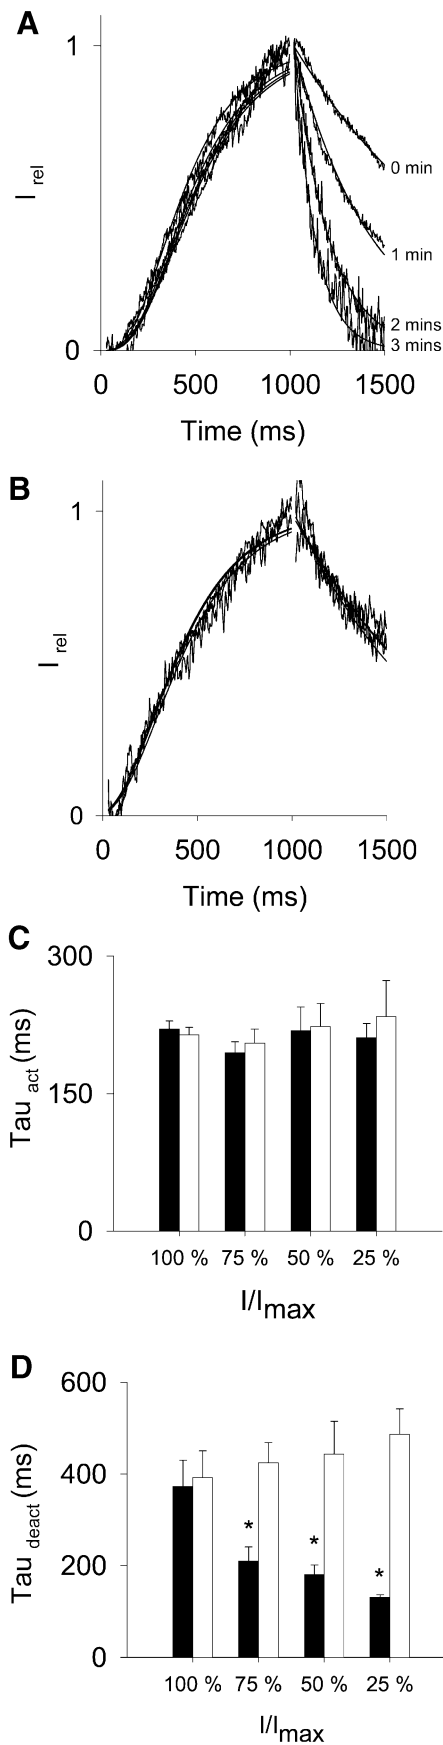 A
1
I rel
0 min
1 min
2 mins
3 mins
0
0 500 1000 1500
Time (ms)
B
1
I rel
0
0 500 1000 1500
Time (ms)
C
300
Tau act (ms)
150
0
100 % 75 % 50 % 25 %
I/Imax
D
600
Tau deact (ms)
400
* * *
200
0
100 % 75 % 50 % 25 %
I/Imax